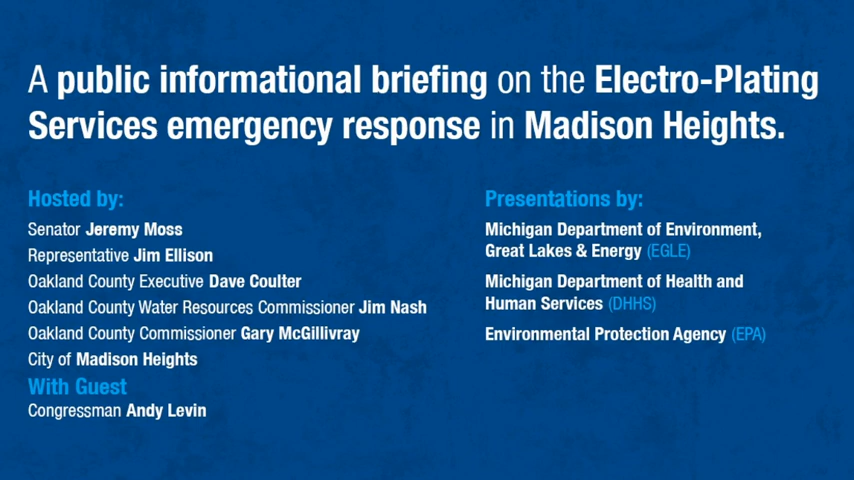 A public informational briefing on the Electro-Plating
Services emergency response in Madison Heights.
Hosted by:
Senator Jeremy Moss
Representative Jim Ellison
Oakland County Executive Dave Coulter
Oakland County Water Resources Commissioner Jim Nash
Oakland County Commissioner Gary McGillivray
City of Madison Heights
With Guest
Congressman Andy Levin
Presentations by:
Michigan Department of Environment,
Great Lakes & Energy (EGLE)
Michigan Department of Health and
Human Services (DHHS)
Environmental Protection Agency (EPA)